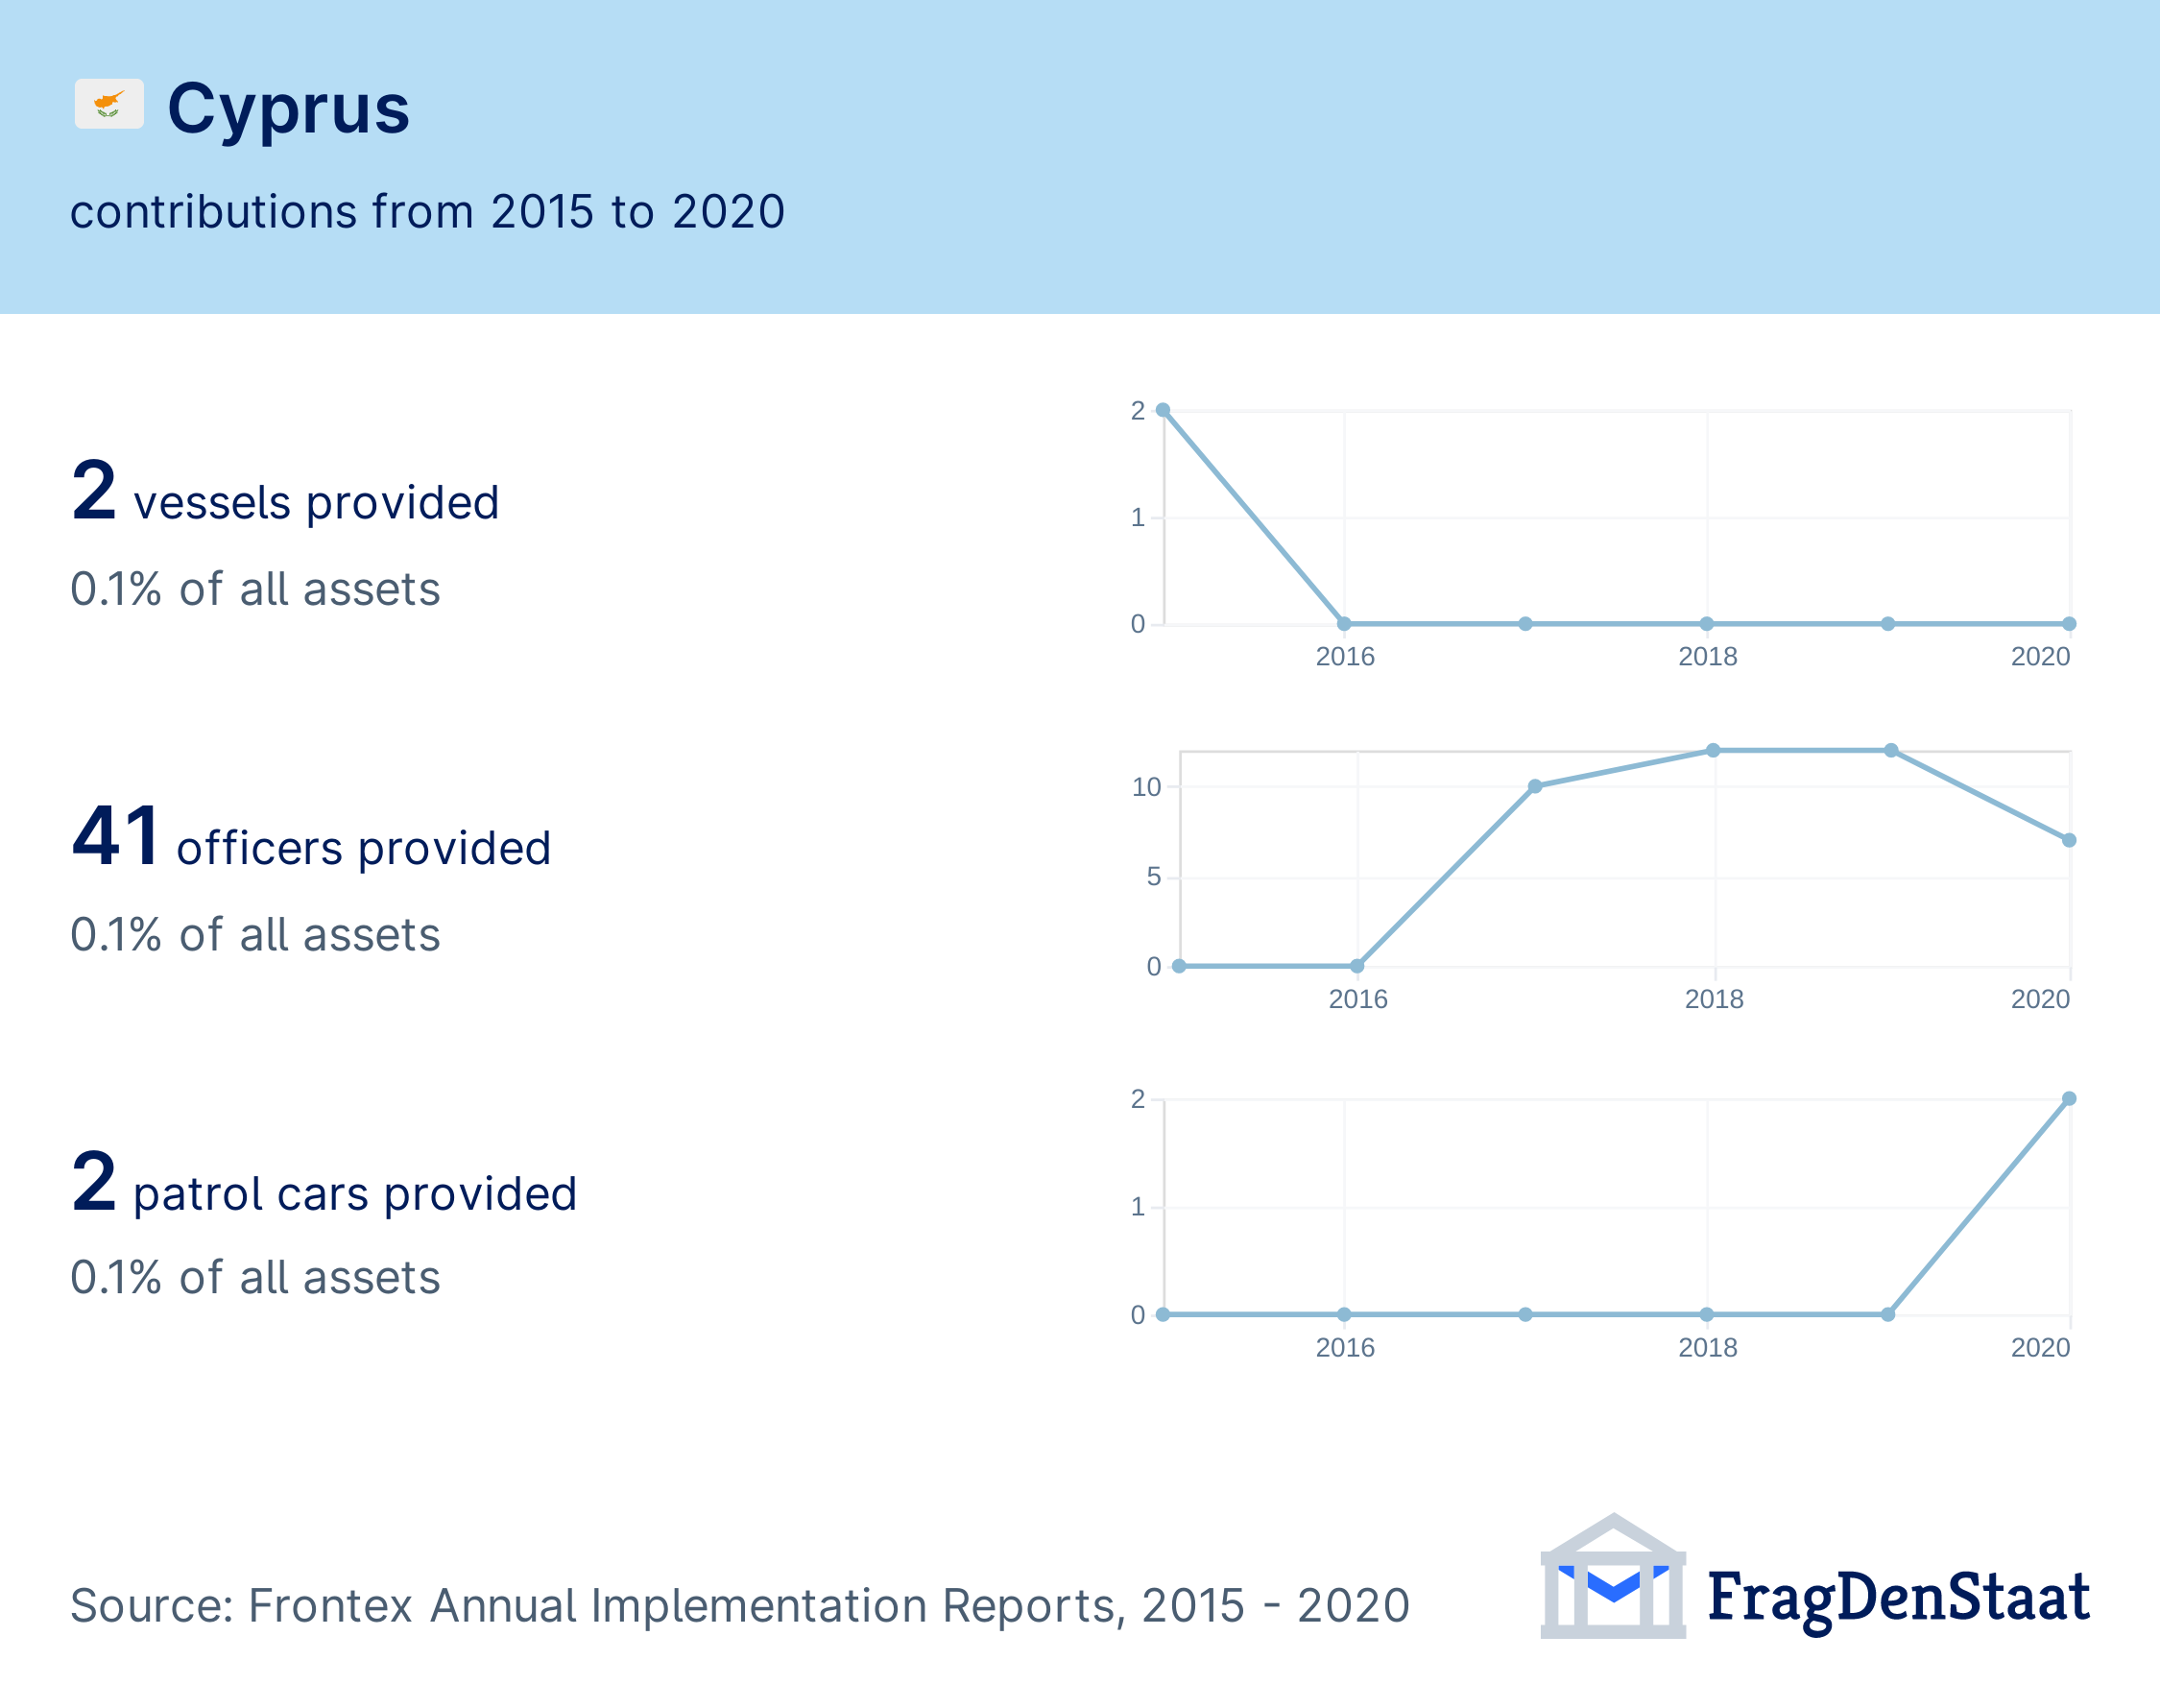 Cyprus
contributions from 2015 to 2020
2 vessels provided
0.1% of all assets
2
1
0
2016 2018 2020
41 officers provided
0.1% of all assets
10
5
0
2016 2018 2020
2 patrol cars provided
0.1% of all assets
2
1
0
2016 2018 2020
Source: Frontex Annual Implementation Reports, 2015 - 2020
FragDenStaat